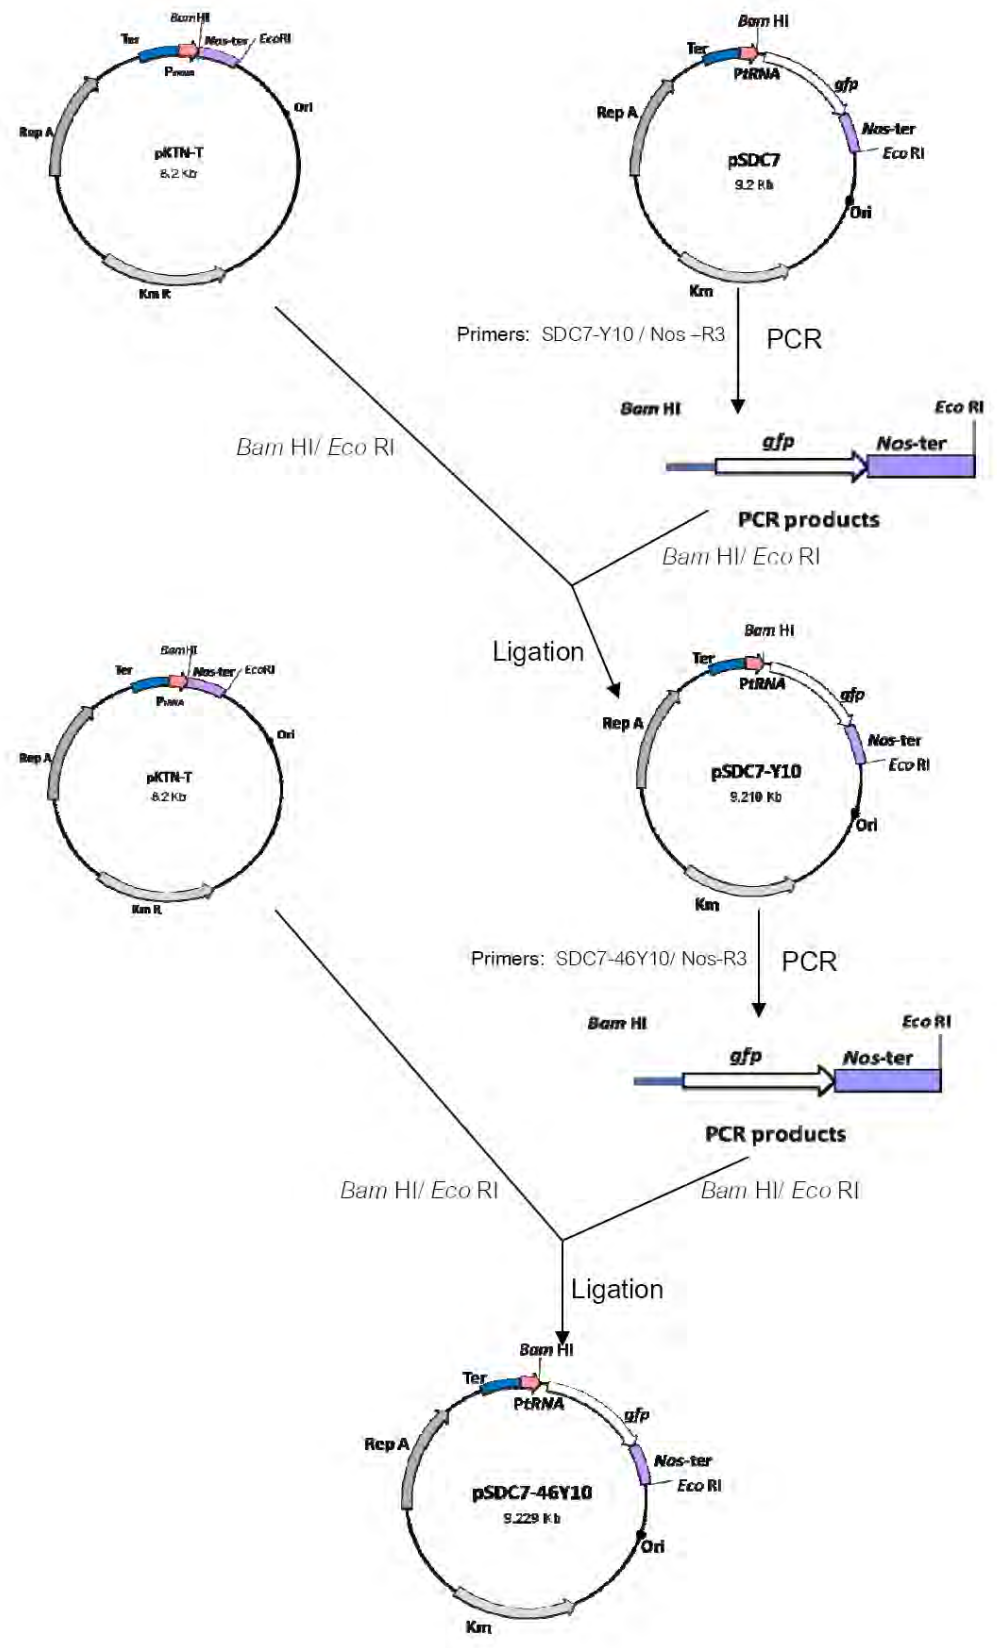 Bam HI
Ter
Nos-ter
EcoRI
Rep A
Ori
pKTN-T
8.2 Kb
Km R
Bam HI
Ter
PtRNA
gfp
Rep A
Nos-ter
Eco RI
pSDC7
9.2 Kb
Ori
Km
Primers: SDC7-Y10 / Nos –R3
PCR
Bam HI
Eco RI
gfp
Nos-ter
PCR products
Bam HI/ Eco RI
Bam HI/ Eco RI
Ligation
BamHI
Ter
Nos-ter
EcoRI
PtRNA
Rep A
Ori
pKTN-T
8.2 Kb
Km R
Bam HI
Ter
PtRNA
gfp
Rep A
Nos-ter
Eco RI
pSDC7-Y10
9.210 Kb
Ori
Km
Primers: SDC7-46Y10/ Nos-R3
PCR
Bam HI
Eco RI
gfp
Nos-ter
PCR products
Bam HI/ Eco RI
Bam HI/ Eco RI
Ligation
Bam HI
Ter
PtRNA
gfp
Rep A
Nos-ter
Eco RI
pSDC7-46Y10
9.229 Kb
Ori
Km